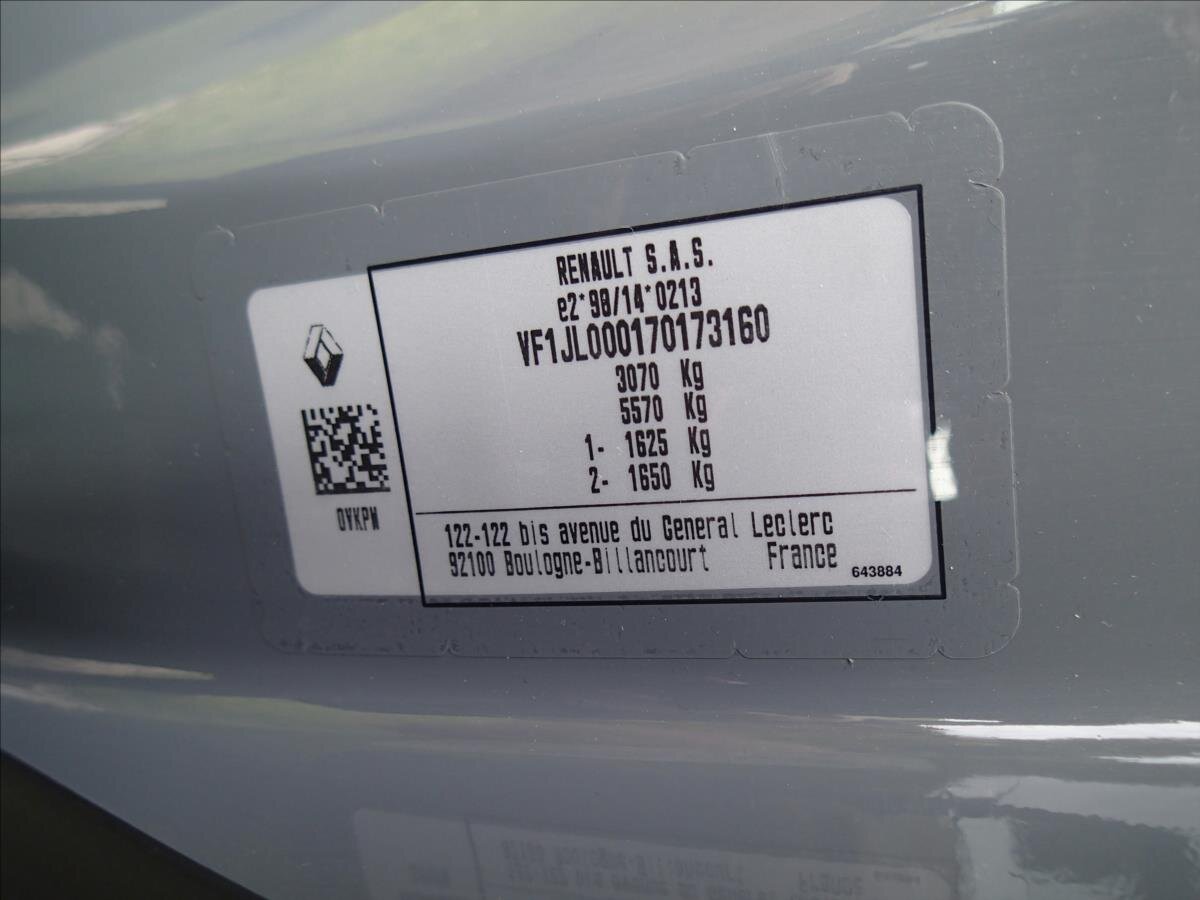 RENAULT S.A.S.
e2*98/14*0213
VF1JL000170173160
3070 Kg
5570 Kg
1- 1625 Kg
2- 1650 Kg
0VKPW
122-122 bis avenue du General Leclerc
92100 Boulogne-Billancourt France
643884